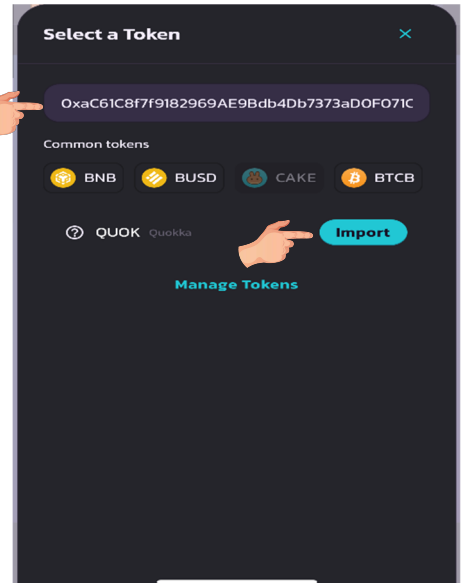 Select a Token
0xaC61C8f7f9182969AE9Bdb4Db7373aD0F071C
Common tokens
BNB BUSD CAKE BTCB
QUOK Quokka Import
Manage Tokens